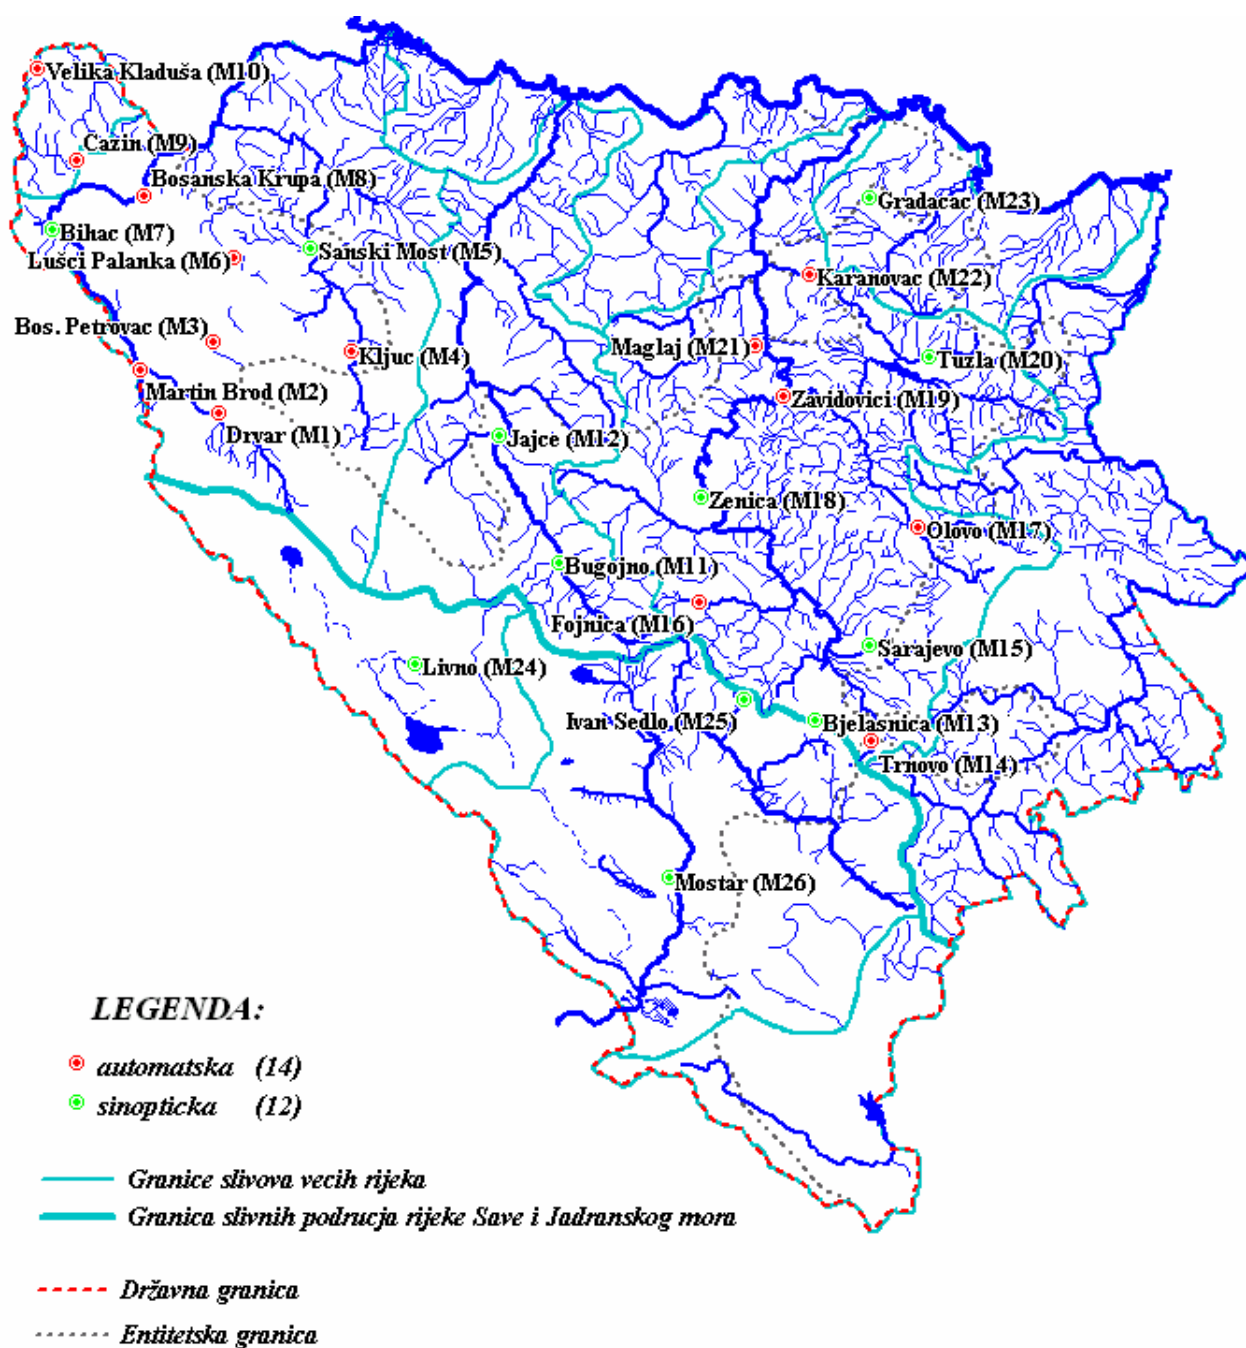 Velika Kladuša (M10)
Cazin (M9)
Bosanska Krupa (M8)
Gradacac (M23)
Bihac (M7)
Sanski Most (M5)
Lušci Palanka (M6)
Karanovac (M22)
Bos. Petrovac (M3)
Kljuc (M4)
Maglaj (M21)
Tuzla (M20)
Martin Brod (M2)
Zavidovici (M19)
Drvar (M1)
Jajce (M12)
Zenica (M18)
Olovo (M17)
Bugojno (M11)
Fojnica (M16)
Sarajevo (M15)
Livno (M24)
Ivan Sedlo (M25)
Bjelasnica (M13)
Trnovo (M14)
Mostar (M26)
LEGENDA:
automatska (14)
sinopticka (12)
Granice slivova vecih rijeka
Granica slivnih podrucja rijeke Save i Jadranskog mora
Državna granica
Entitetska granica